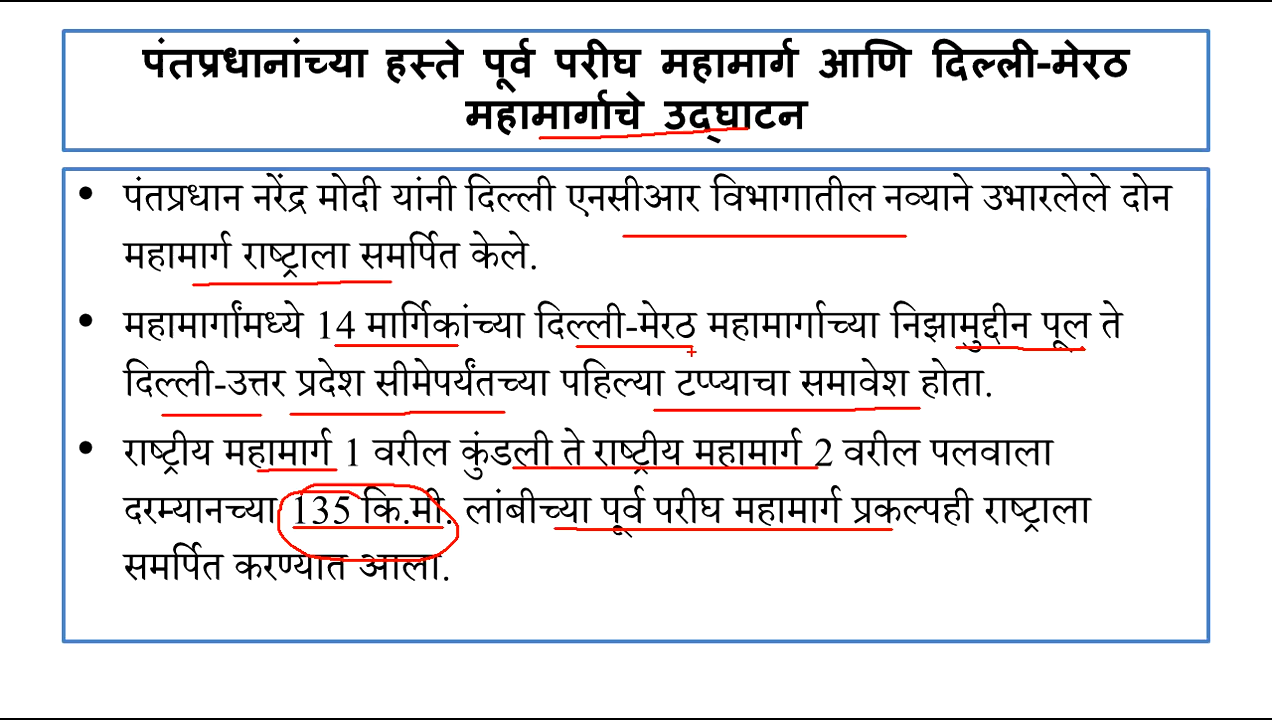 पंतप्रधानांच्या हस्ते पूर्व परीघ महामार्ग आणि दिल्ली-मेरठ
महामार्गाचे उद्‌घाटन
• पंतप्रधान नरेंद्र मोदी यांनी दिल्ली एनसीआर विभागातील नव्याने उभारलेले दोन
महामार्ग राष्ट्राला समर्पित केले.
• महामार्गांमध्ये 14 मार्गिकांच्या दिल्ली-मेरठ महामार्गाच्या निझामुद्दीन पूल ते
दिल्ली-उत्तर प्रदेश सीमेपर्यंतच्या पहिल्या टप्प्याचा समावेश होता.
• राष्ट्रीय महामार्ग 1 वरील कुंडली ते राष्ट्रीय महामार्ग 2 वरील पलवाला
दरम्यानच्या 135 कि.मी. लांबीच्या पूर्व परीघ महामार्ग प्रकल्पही राष्ट्राला
समर्पित करण्यात आला.